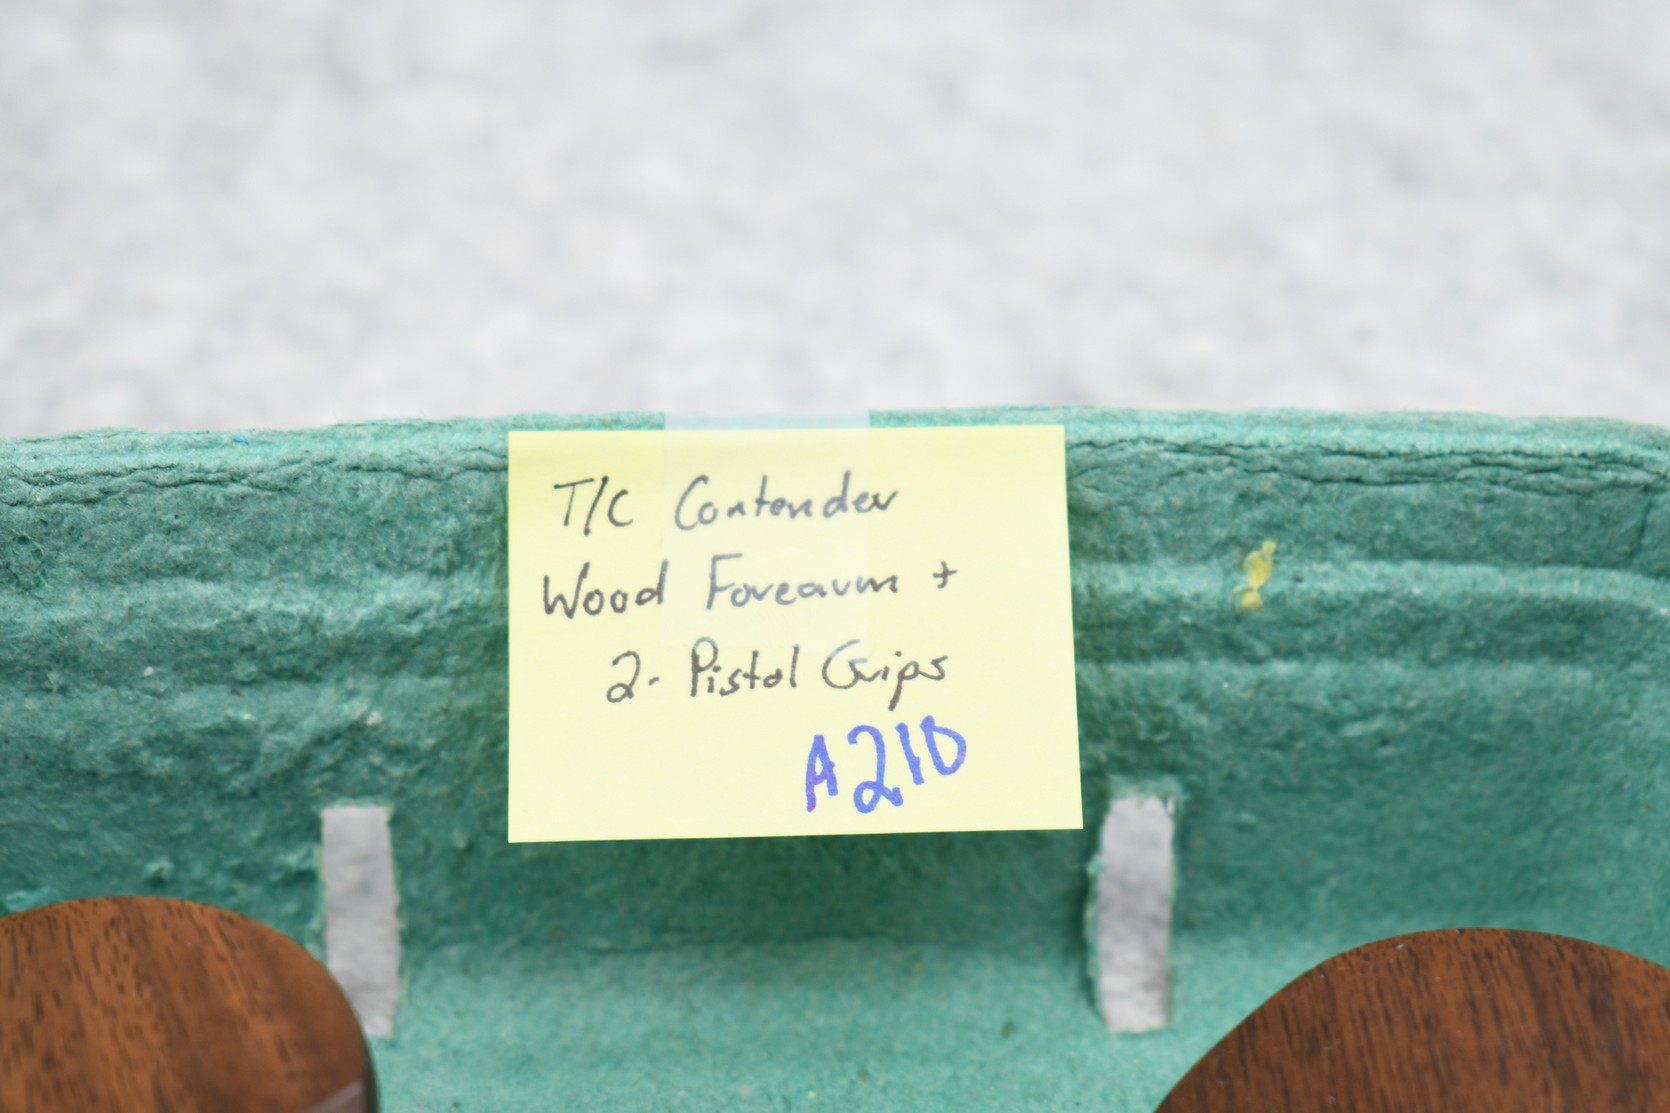 T/C Contender
Wood Forearm +
2- Pistol Grips
A210